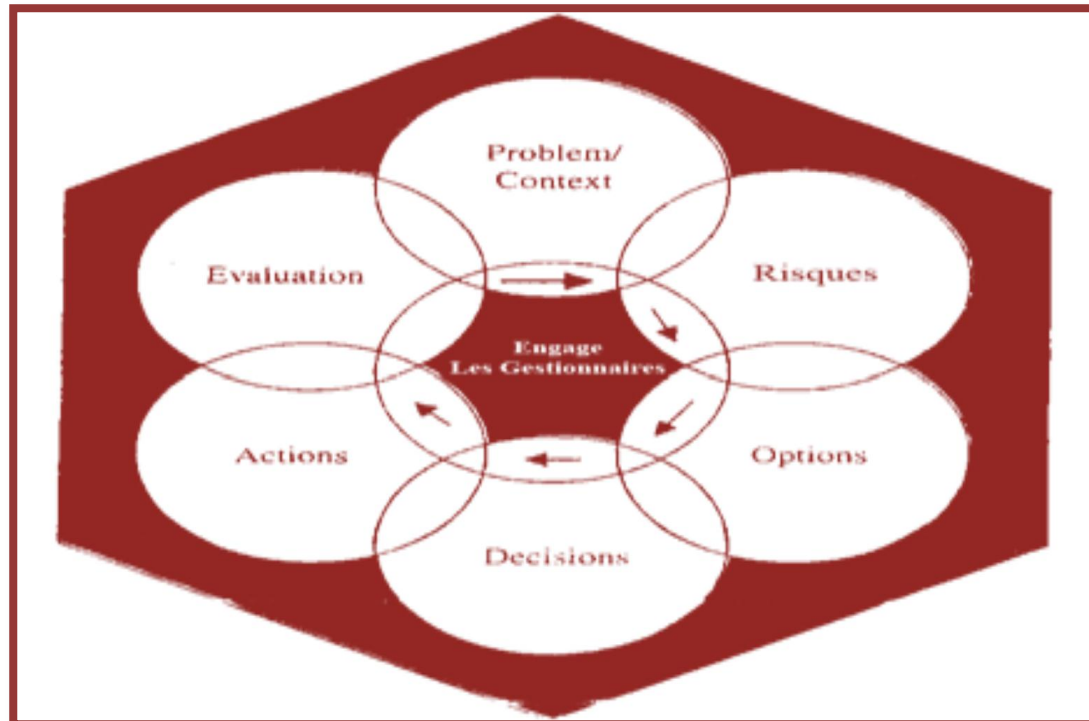 Problem/
Context
Evaluation
Risques
Engage
Les Gestionnaires
Actions
Options
Decisions